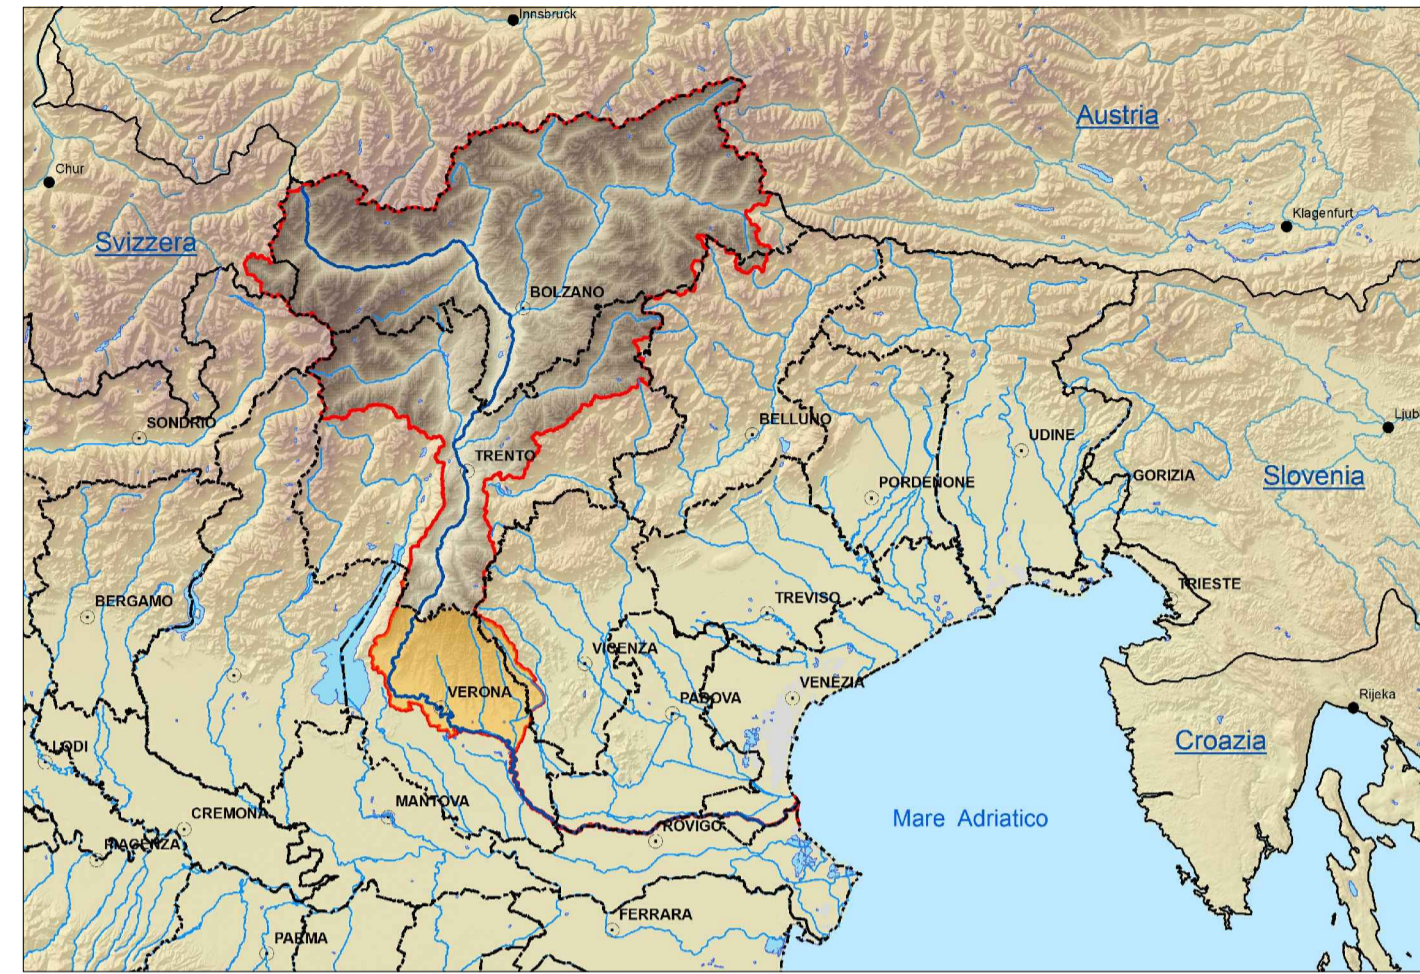 Innsbruck
Austria
Chur
Klagenfurt
Svizzera
BOLZANO
SONDRIO
BELLUNO
Ljub
UDINE
TRENTO
GORIZIA
Slovenia
PORDENONE
TRIESTE
BERGAMO
TREVISO
VICENZA
VENEZIA
VERONA
PADOVA
Rijeka
LODI
Croazia
MANTOVA
CREMONA
Mare Adriatico
ROVIGO
PIACENZA
FERRARA
PARMA